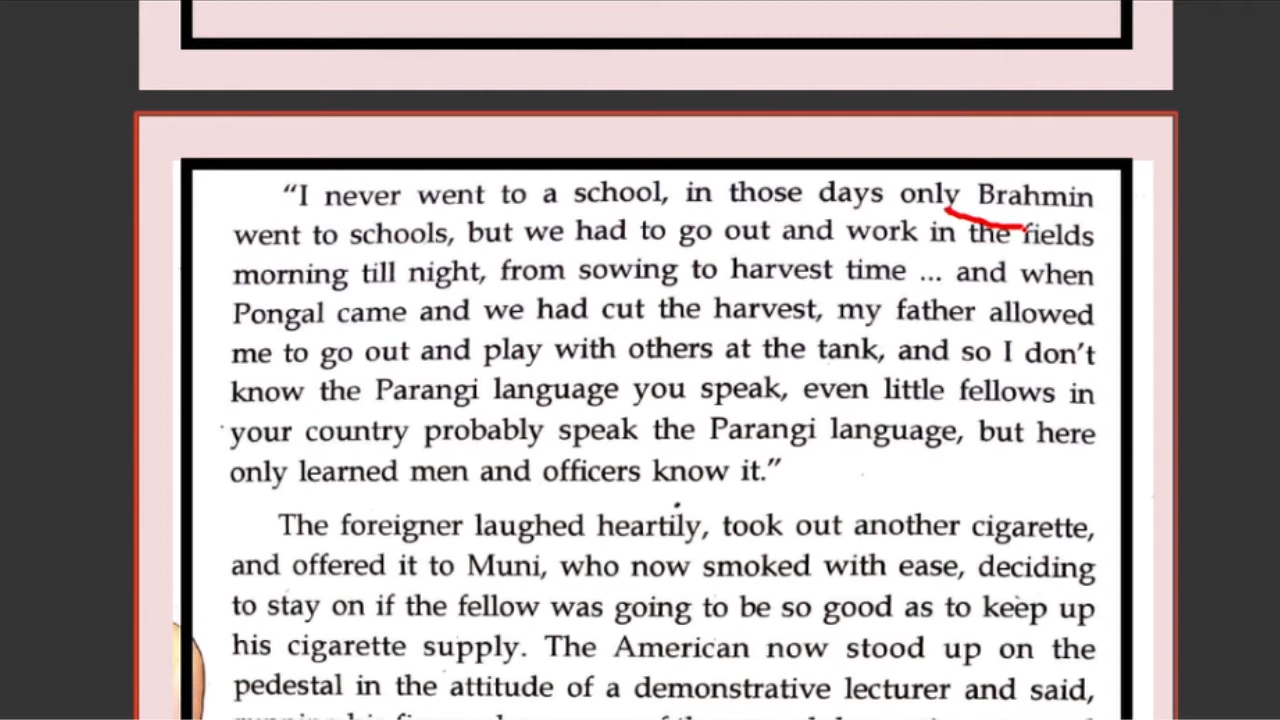 “I never went to a school, in those days only Brahmin
went to schools, but we had to go out and work in the fields
morning till night, from sowing to harvest time ... and when
Pongal came and we had cut the harvest, my father allowed
me to go out and play with others at the tank, and so I don’t
know the Parangi language you speak, even little fellows in
your country probably speak the Parangi language, but here
only learned men and officers know it.”
The foreigner laughed heartily, took out another cigarette,
and offered it to Muni, who now smoked with ease, deciding
to stay on if the fellow was going to be so good as to keep up
his cigarette supply. The American now stood up on the
pedestal in the attitude of a demonstrative lecturer and said,